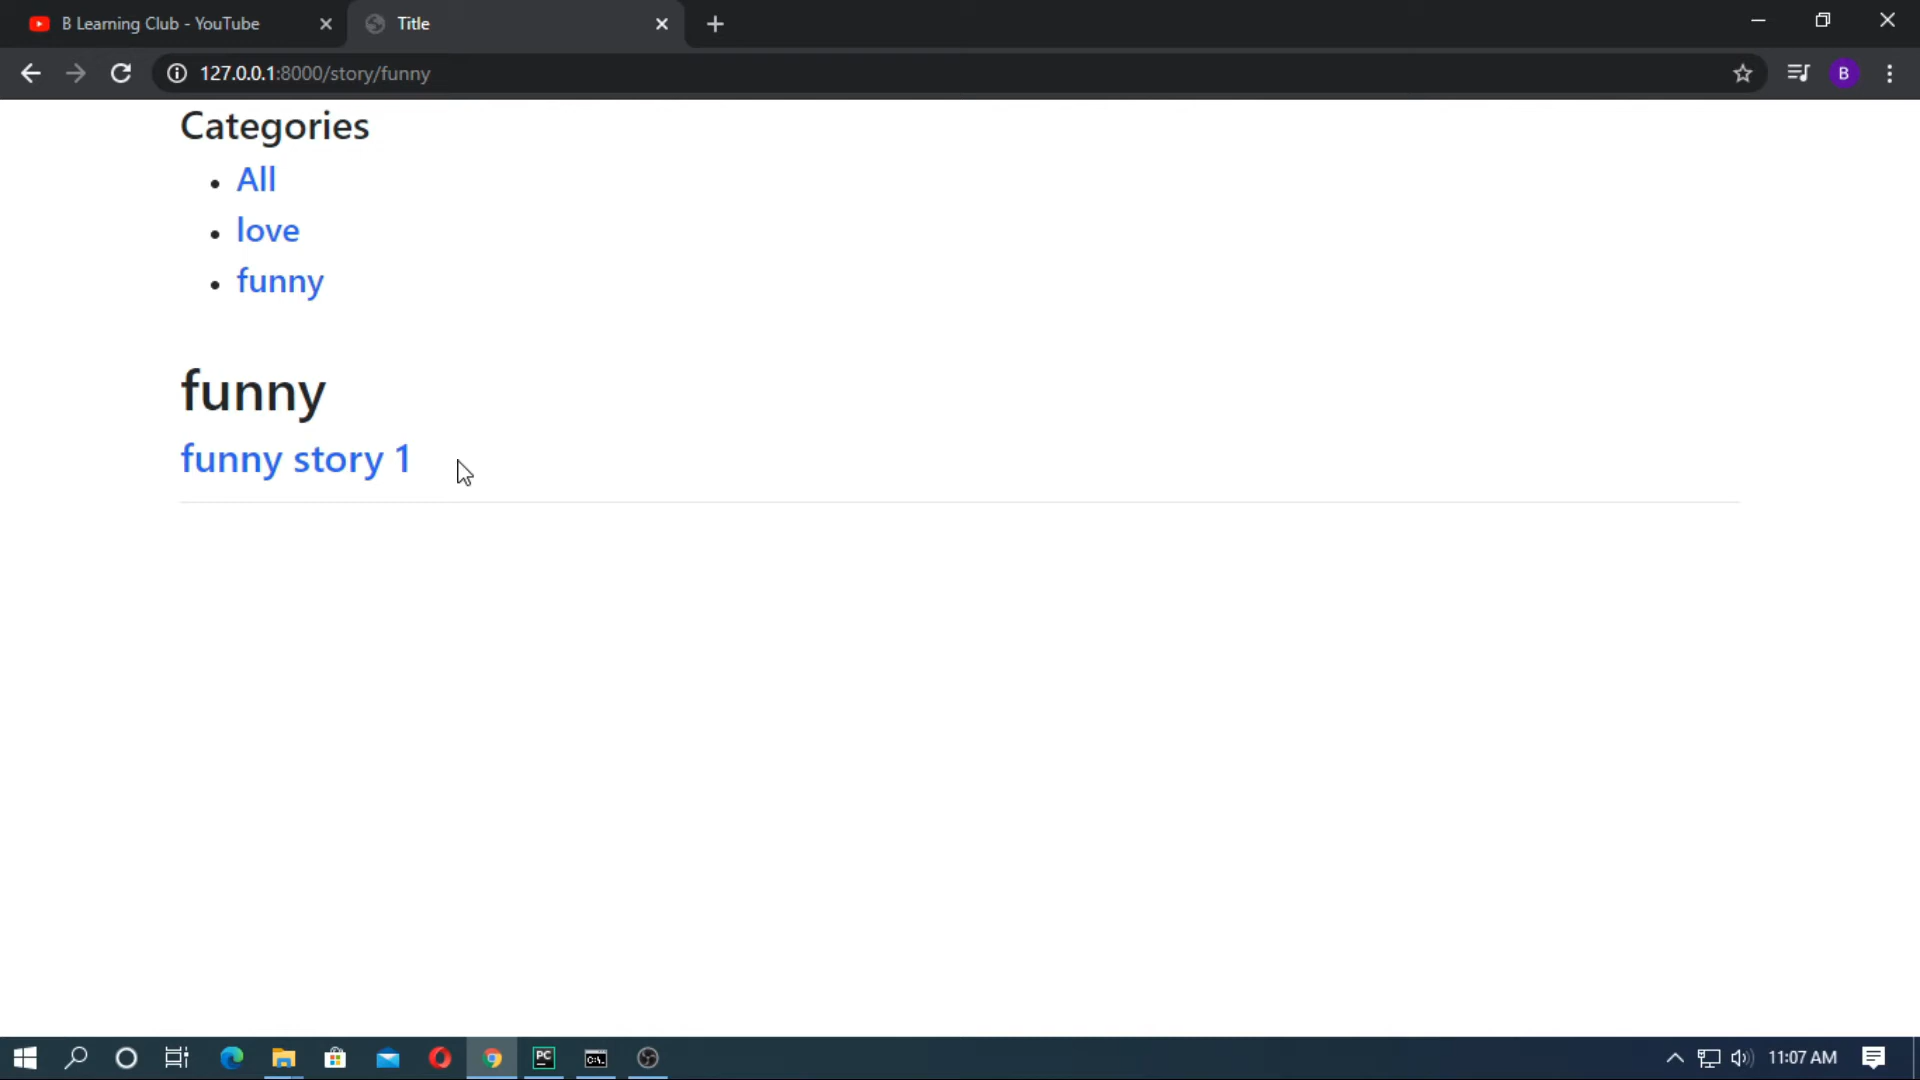 B Learning Club - YouTube
Title
127.0.0.1:8000/story/funny
B
Categories
All
love
funny
funny
funny story 1
PC
C:\.
11:07 AM